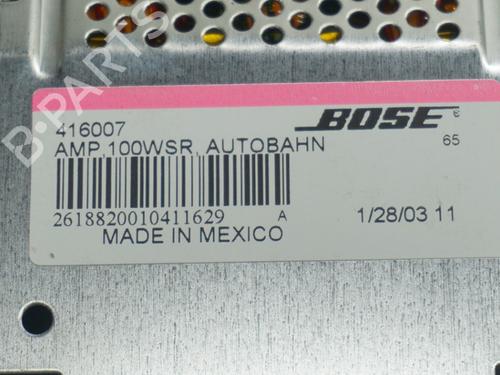 B-PARTS
416007
BOSE
65
AMP,100WSR, AUTOBAHN
2618820010411629 A
1/28/03 11
MADE IN MEXICO